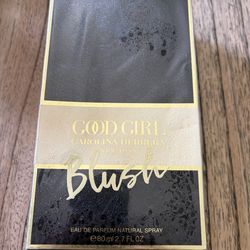 GOOD GIRL
CAROLINA HERRERA
Blush
EAU DE PARFUM NATURAL SPRAY
℮80ml 2.7 FL.OZ